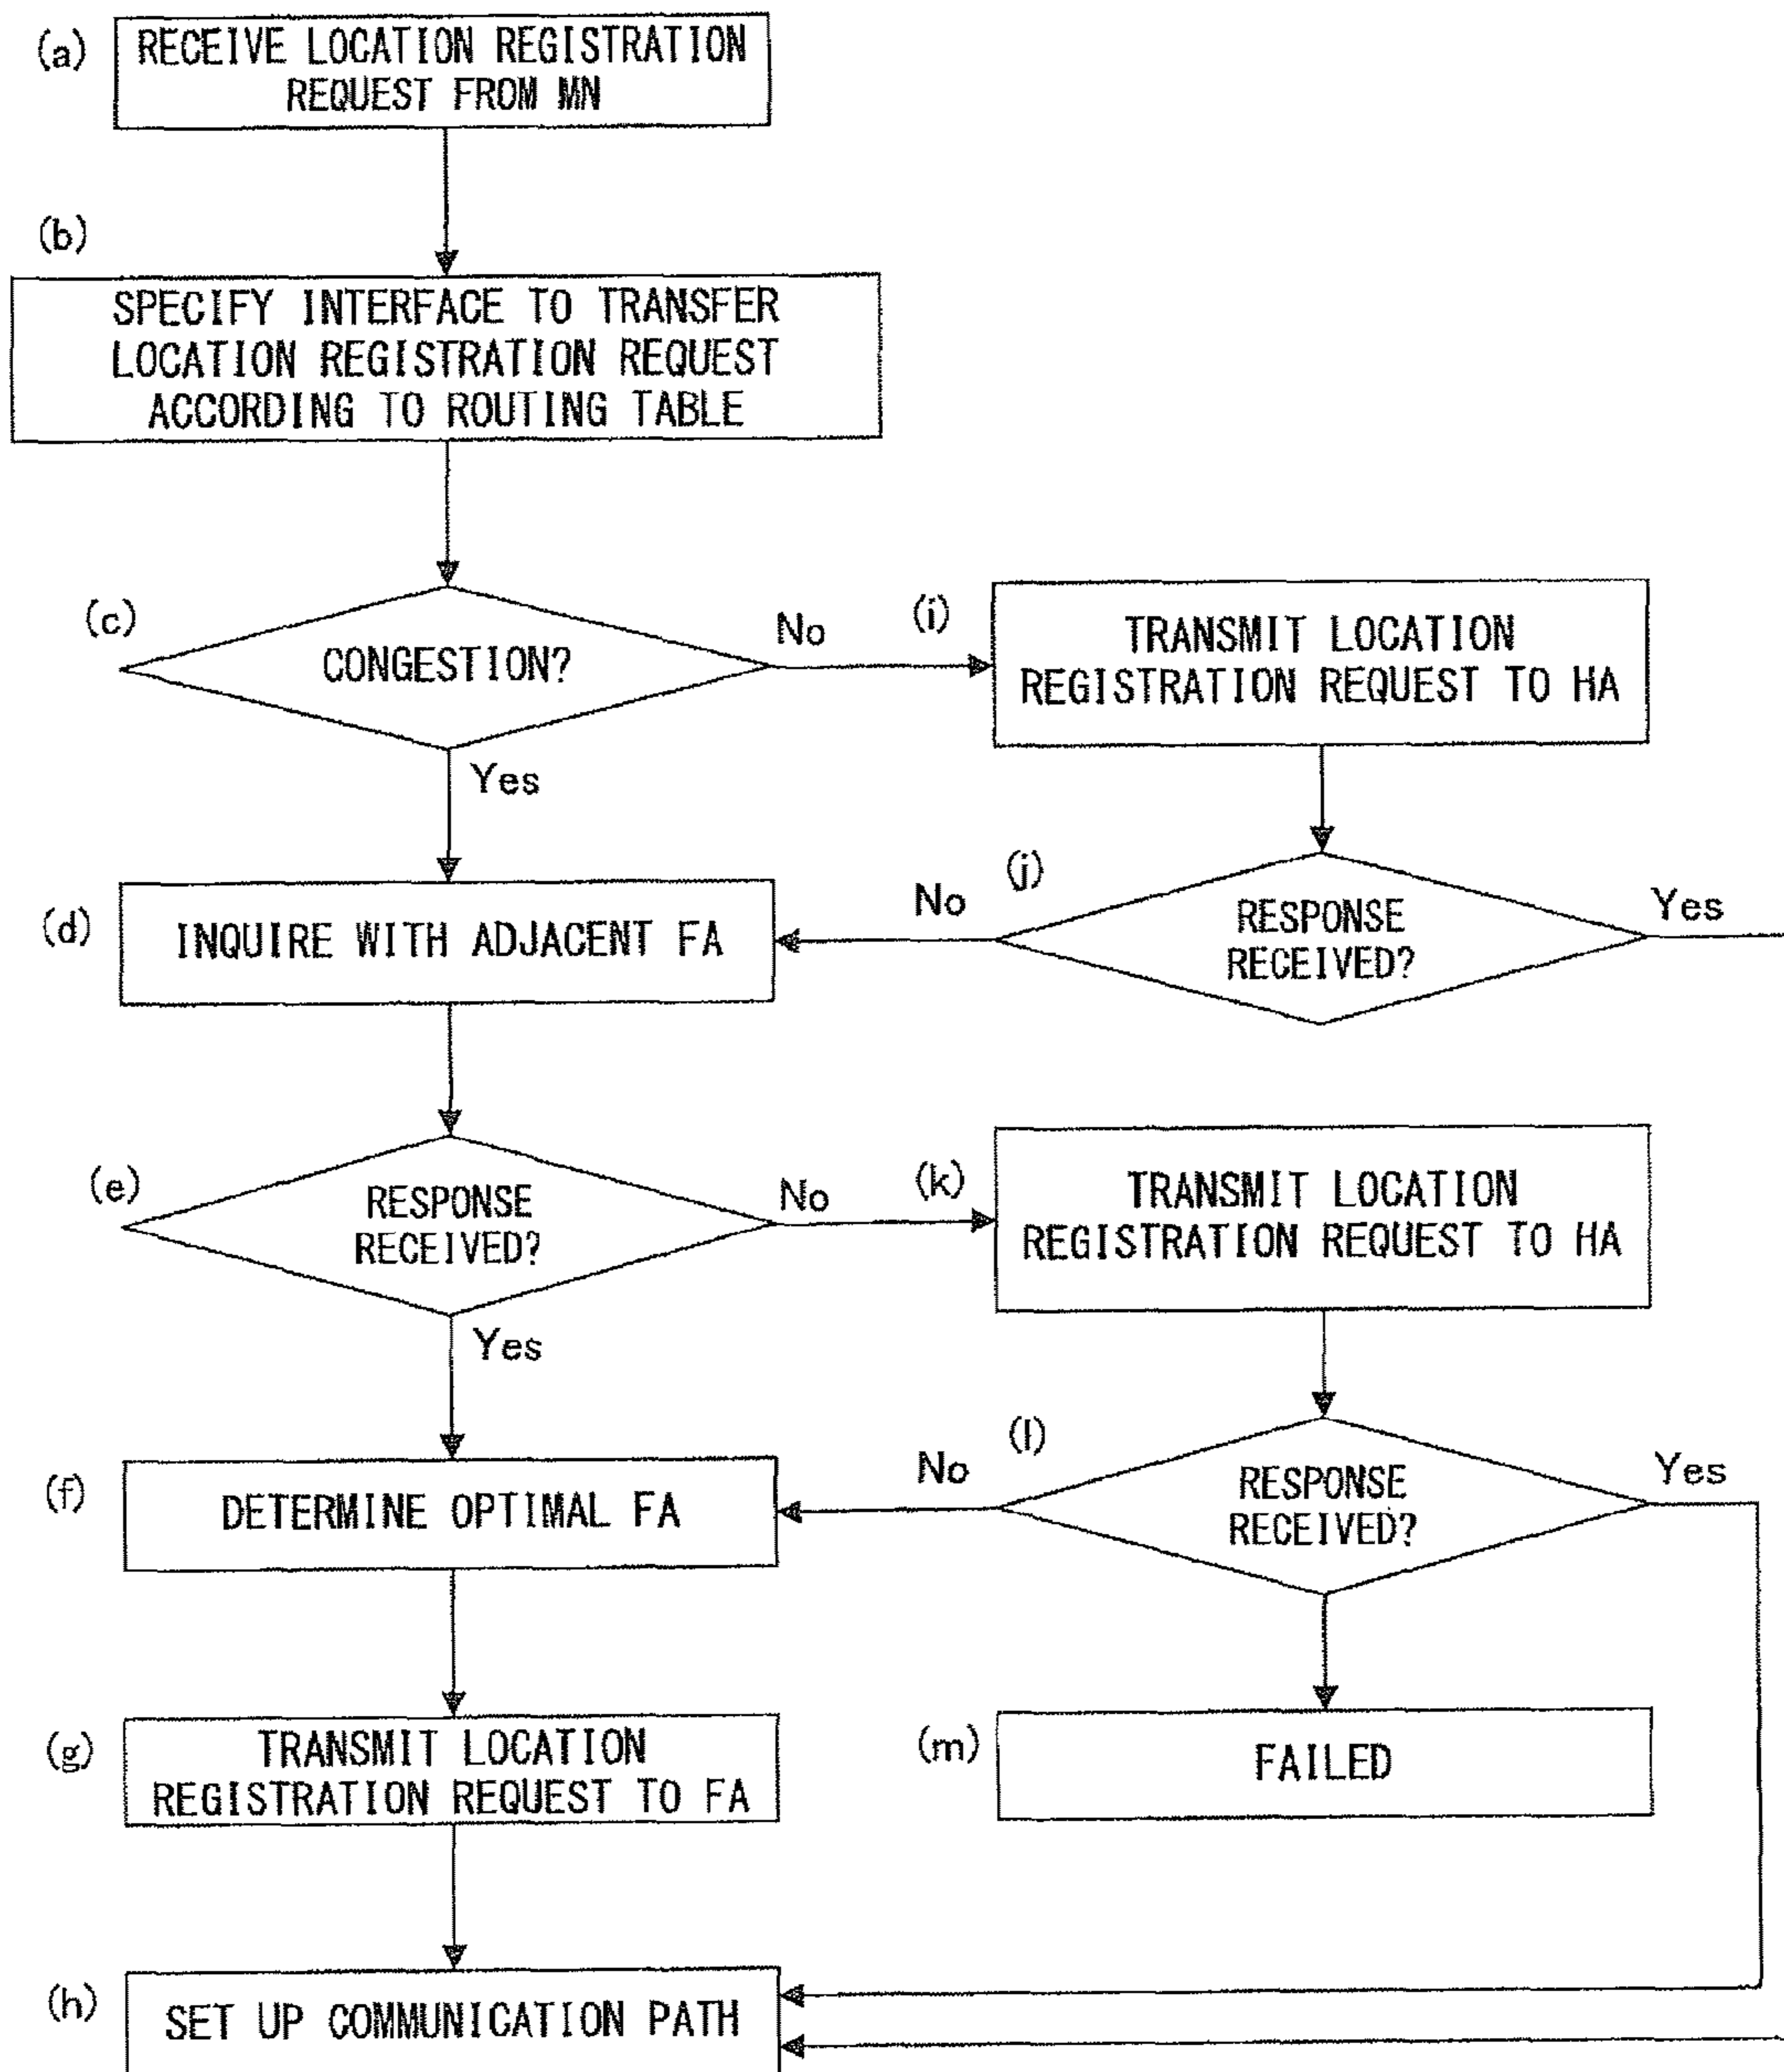 (a)
RECEIVE LOCATION REGISTRATION
REQUEST FROM MN
(b)
SPECIFY INTERFACE TO TRANSFER
LOCATION REGISTRATION REQUEST
ACCORDING TO ROUTING TABLE
(c)
CONGESTION?
No
Yes
(i)
TRANSMIT LOCATION
REGISTRATION REQUEST TO HA
(j)
RESPONSE
RECEIVED?
No
Yes
(d)
INQUIRE WITH ADJACENT FA
(e)
RESPONSE
RECEIVED?
No
Yes
(k)
TRANSMIT LOCATION
REGISTRATION REQUEST TO HA
(l)
RESPONSE
RECEIVED?
No
Yes
(f)
DETERMINE OPTIMAL FA
(g)
TRANSMIT LOCATION
REGISTRATION REQUEST TO FA
(m)
FAILED
(h)
SET UP COMMUNICATION PATH